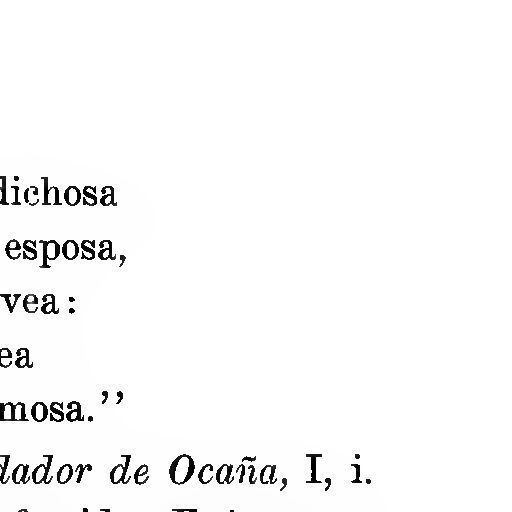 dichosa
esposa,
vea:
ea
mosa.''
dador de Ocaña, I, i.